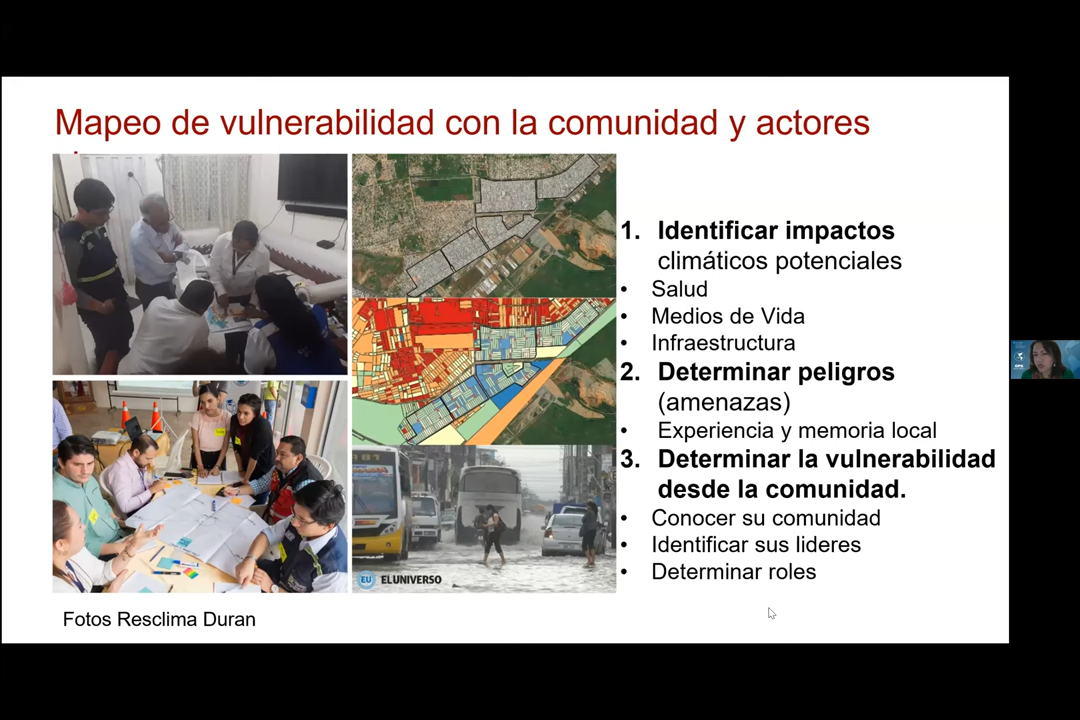 Mapeo de vulnerabilidad con la comunidad y actores
1. Identificar impactos
climáticos potenciales
• Salud
• Medios de Vida
• Infraestructura
2. Determinar peligros
(amenazas)
• Experiencia y memoria local
3. Determinar la vulnerabilidad
desde la comunidad.
• Conocer su comunidad
• Identificar sus lideres
• Determinar roles
EU EL UNIVERSO
Fotos Resclima Duran